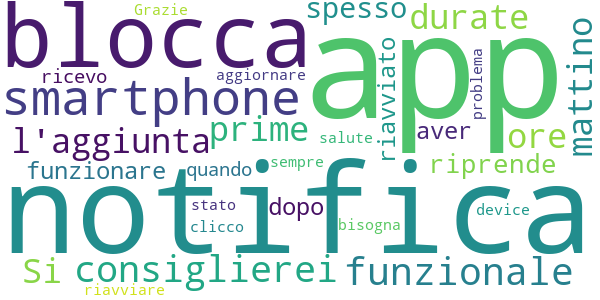 Grazie
spesso
durate
blocca
app
mattino
ricevo
aggiornare
riavviato
problema
smartphone
l'aggiunta
prime
salute
aver
ore
funzionare
quando
sempre
riprende
notifica
stato
dopo
clicco
bisogna
device
Si
consiglierei
funzionale
riavviare